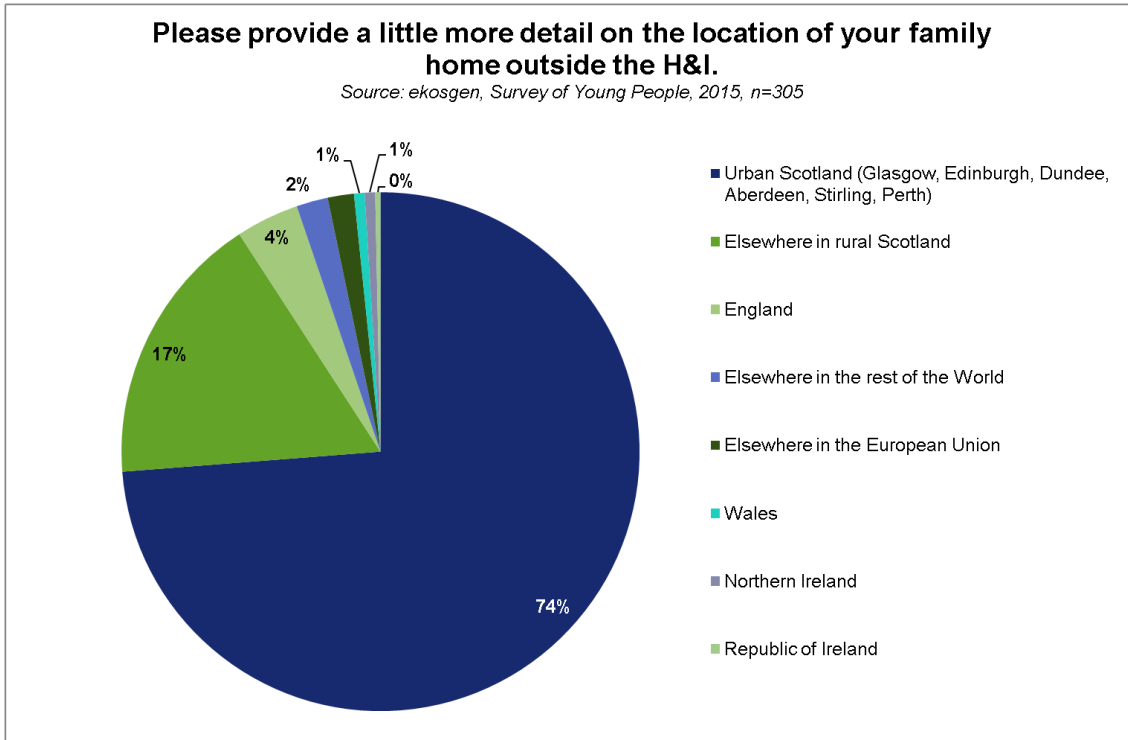 Please provide a little more detail on the location of your family
home outside the H&I.
Source: ekosgen, Survey of Young People, 2015, n=305
1%
1%
0%
2%
4%
17%
74%
Urban Scotland (Glasgow, Edinburgh, Dundee,
Aberdeen, Stirling, Perth)
Elsewhere in rural Scotland
England
Elsewhere in the rest of the World
Elsewhere in the European Union
Wales
Northern Ireland
Republic of Ireland